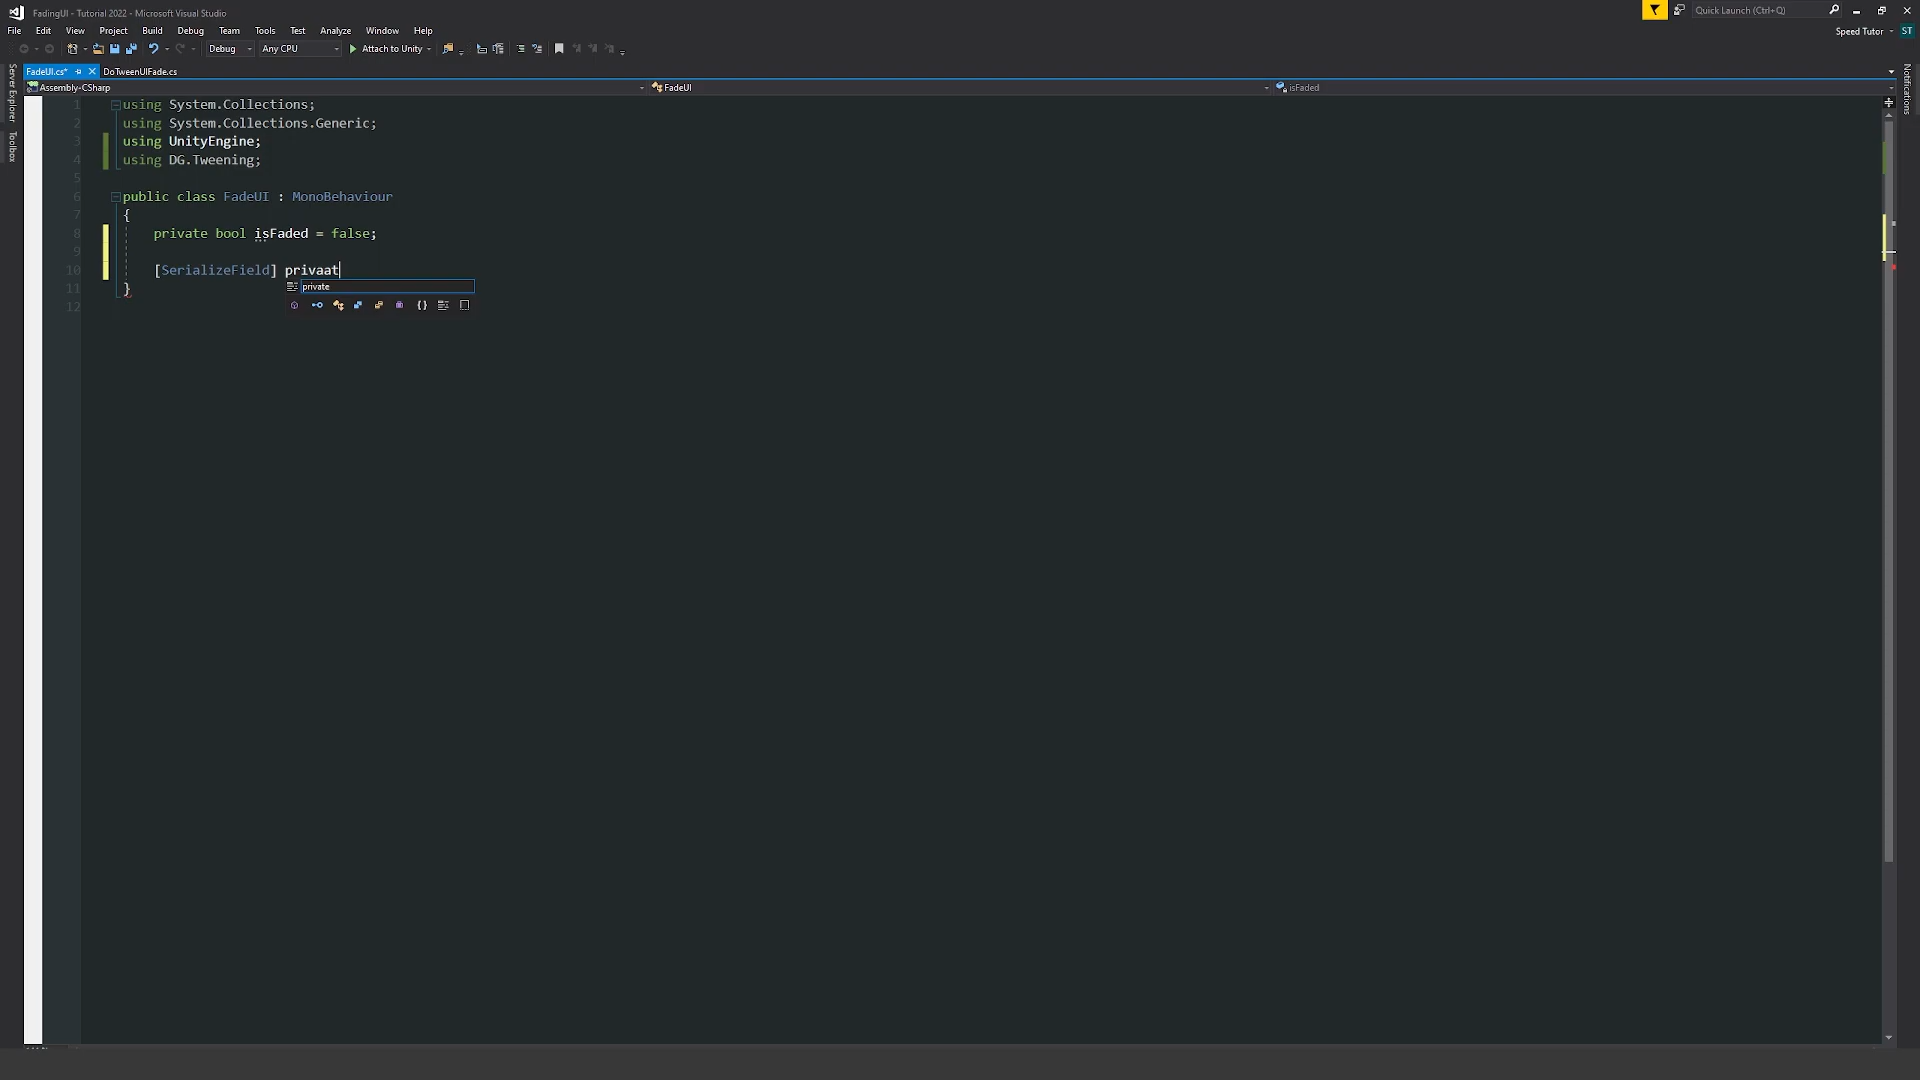 FadingUI - Tutorial 2022 - Microsoft Visual Studio
Quick Launch (Ctrl+Q)
File Edit View Project Build Debug Team Tools Test Analyze Window Help
Speed Tutor ST
Debug Any CPU Attach to Unity
FadeUI.cs* DoTweenUIFade.cs
Assembly-CSharp FadeUI isFaded
Server Explorer
Toolbox
Notifications
1 using System.Collections;
2 using System.Collections.Generic;
3 using UnityEngine;
4 using DG.Tweening;
5
6 public class FadeUI : MonoBehaviour
7 {
8 private bool isFaded = false;
9
10 [SerializeField] privaat
11 }
private
12